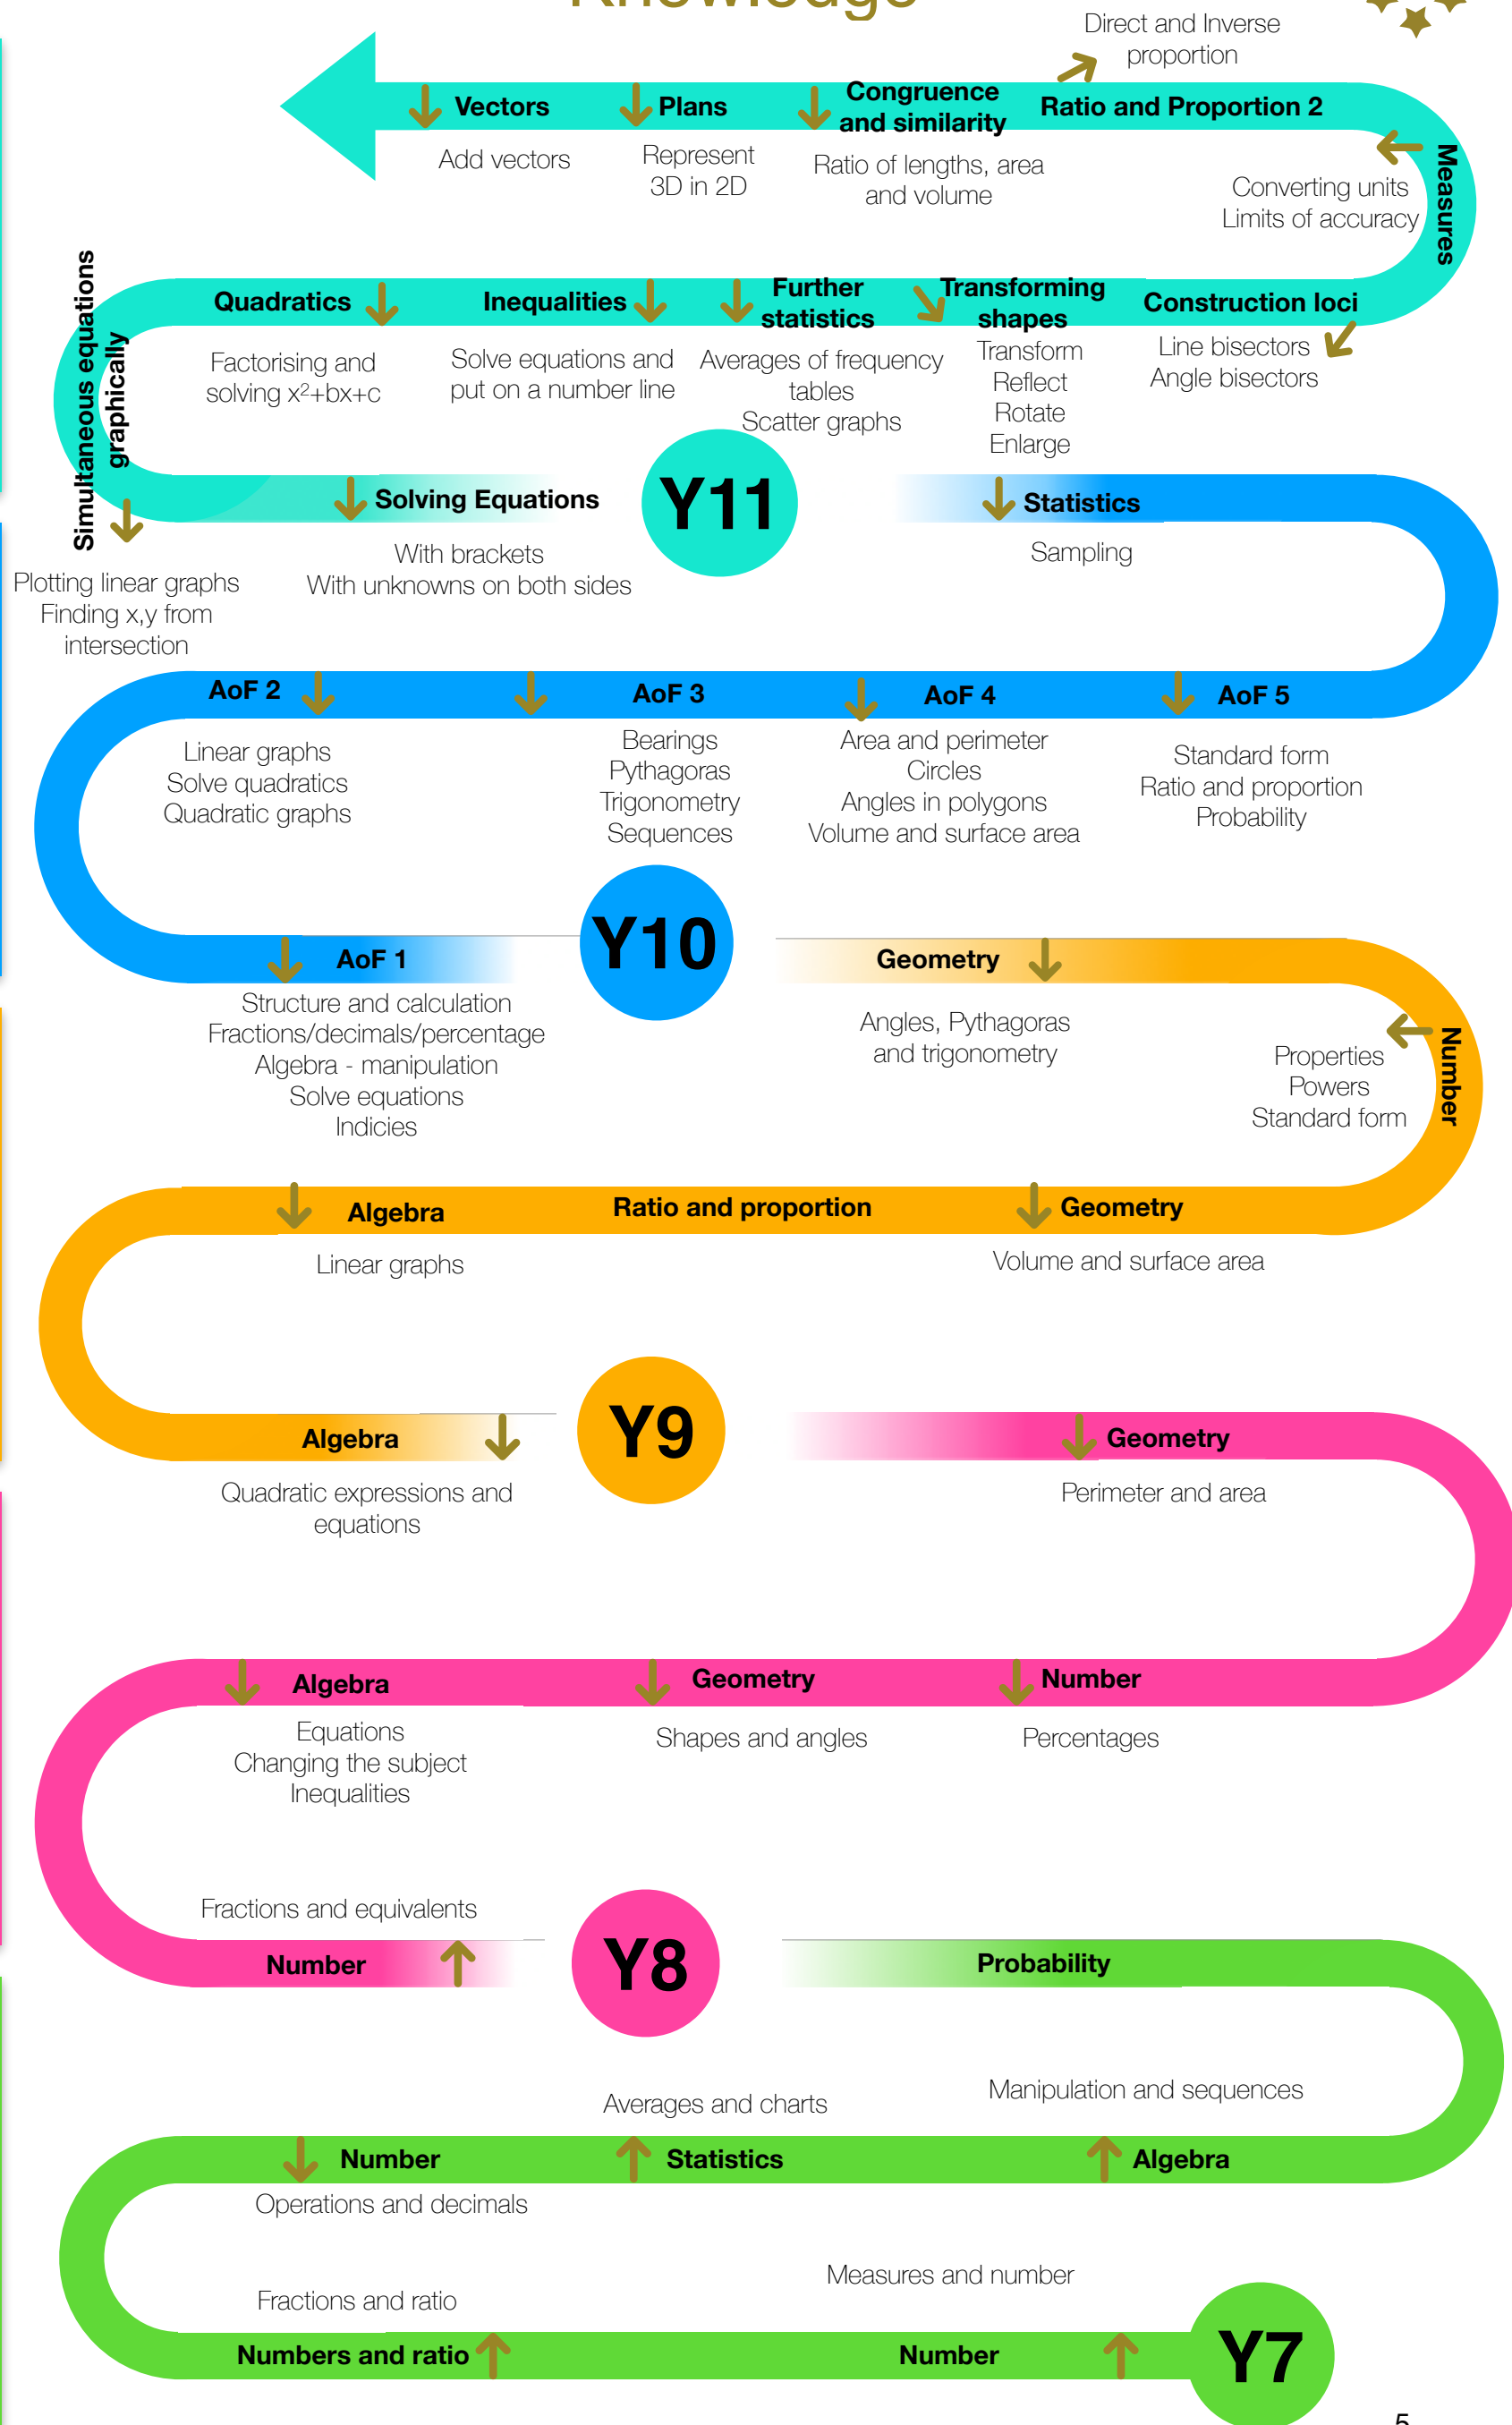 Knowledge
Direct and Inverse
proportion
Vectors
Plans
Congruence
and similarity
Ratio and Proportion 2
Add vectors
Represent
3D in 2D
Ratio of lengths, area
and volume
Converting units
Limits of accuracy
Measures
Simultaneous equations
graphically
Quadratics
Inequalities
Further
statistics
Transforming
shapes
Construction loci
Factorising and
solving x²+bx+c
Solve equations and
put on a number line
Averages of frequency
tables
Scatter graphs
Transform
Reflect
Rotate
Enlarge
Line bisectors
Angle bisectors
Solving Equations
Y11
Statistics
With brackets
With unknowns on both sides
Sampling
Plotting linear graphs
Finding x,y from
intersection
AoF 2
AoF 3
AoF 4
AoF 5
Linear graphs
Solve quadratics
Quadratic graphs
Bearings
Pythagoras
Trigonometry
Sequences
Area and perimeter
Circles
Angles in polygons
Volume and surface area
Standard form
Ratio and proportion
Probability
AoF 1
Y10
Geometry
Structure and calculation
Fractions/decimals/percentage
Algebra - manipulation
Solve equations
Indicies
Angles, Pythagoras
and trigonometry
Properties
Powers
Standard form
Number
Algebra
Ratio and proportion
Geometry
Linear graphs
Volume and surface area
Algebra
Y9
Geometry
Quadratic expressions and
equations
Perimeter and area
Algebra
Geometry
Number
Equations
Changing the subject
Inequalities
Shapes and angles
Percentages
Fractions and equivalents
Number
Y8
Probability
Averages and charts
Manipulation and sequences
Number
Statistics
Algebra
Operations and decimals
Measures and number
Fractions and ratio
Numbers and ratio
Number
Y7
5